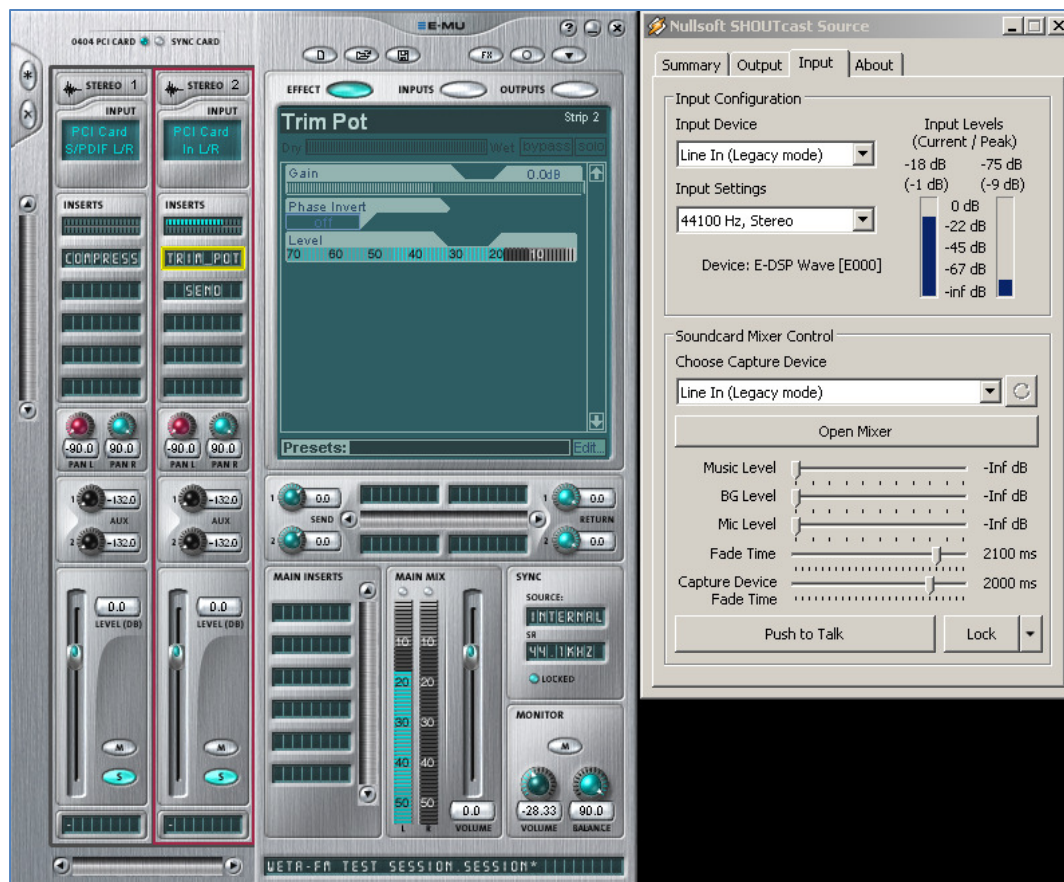 0404 PCI CARD SYNC CARD
E-MU
?
STEREO 1
INPUT
PCI Card
S/PDIF L/R
INSERTS
COMPRESS
-90.0 90.0
PAN L PAN R
1 -132.0
AUX
2 -132.0
0.0
LEVEL (DB)
M
S
-
STEREO 2
INPUT
PCI Card
In L/R
INSERTS
TRIM_POT
SEND
-90.0 90.0
PAN L PAN R
1 -132.0
AUX
2 -132.0
0.0
LEVEL (DB)
M
S
-
FX
EFFECT INPUTS OUTPUTS
Trim Pot Strip 2
Dry Wet bypass solo
Gain 0.0dB
Phase Invert
off
Level
70 60 50 40 30 20 10
Presets: Edit...
1 0.0 1 0.0
SEND RETURN
2 0.0 2 0.0
MAIN INSERTS
MAIN MIX
10 10
20 20
30 30
40 40
50 50
L R
0.0
VOLUME
SYNC
SOURCE:
INTERNAL
SR
44.1KHZ
LOCKED
MONITOR
M
-28.33 90.0
VOLUME BALANCE
WETA-FM TEST SESSION.SESSION*
Nullsoft SHOUTcast Source
Summary Output Input About
Input Configuration
Input Device
Line In (Legacy mode)
Input Settings
44100 Hz, Stereo
Device: E-DSP Wave [E000]
Input Levels
(Current / Peak)
-18 dB -75 dB
(-1 dB) (-9 dB)
0 dB
-22 dB
-45 dB
-67 dB
-inf dB
Soundcard Mixer Control
Choose Capture Device
Line In (Legacy mode)
Open Mixer
Music Level -Inf dB
BG Level -Inf dB
Mic Level -Inf dB
Fade Time 2100 ms
Capture Device
Fade Time 2000 ms
Push to Talk Lock